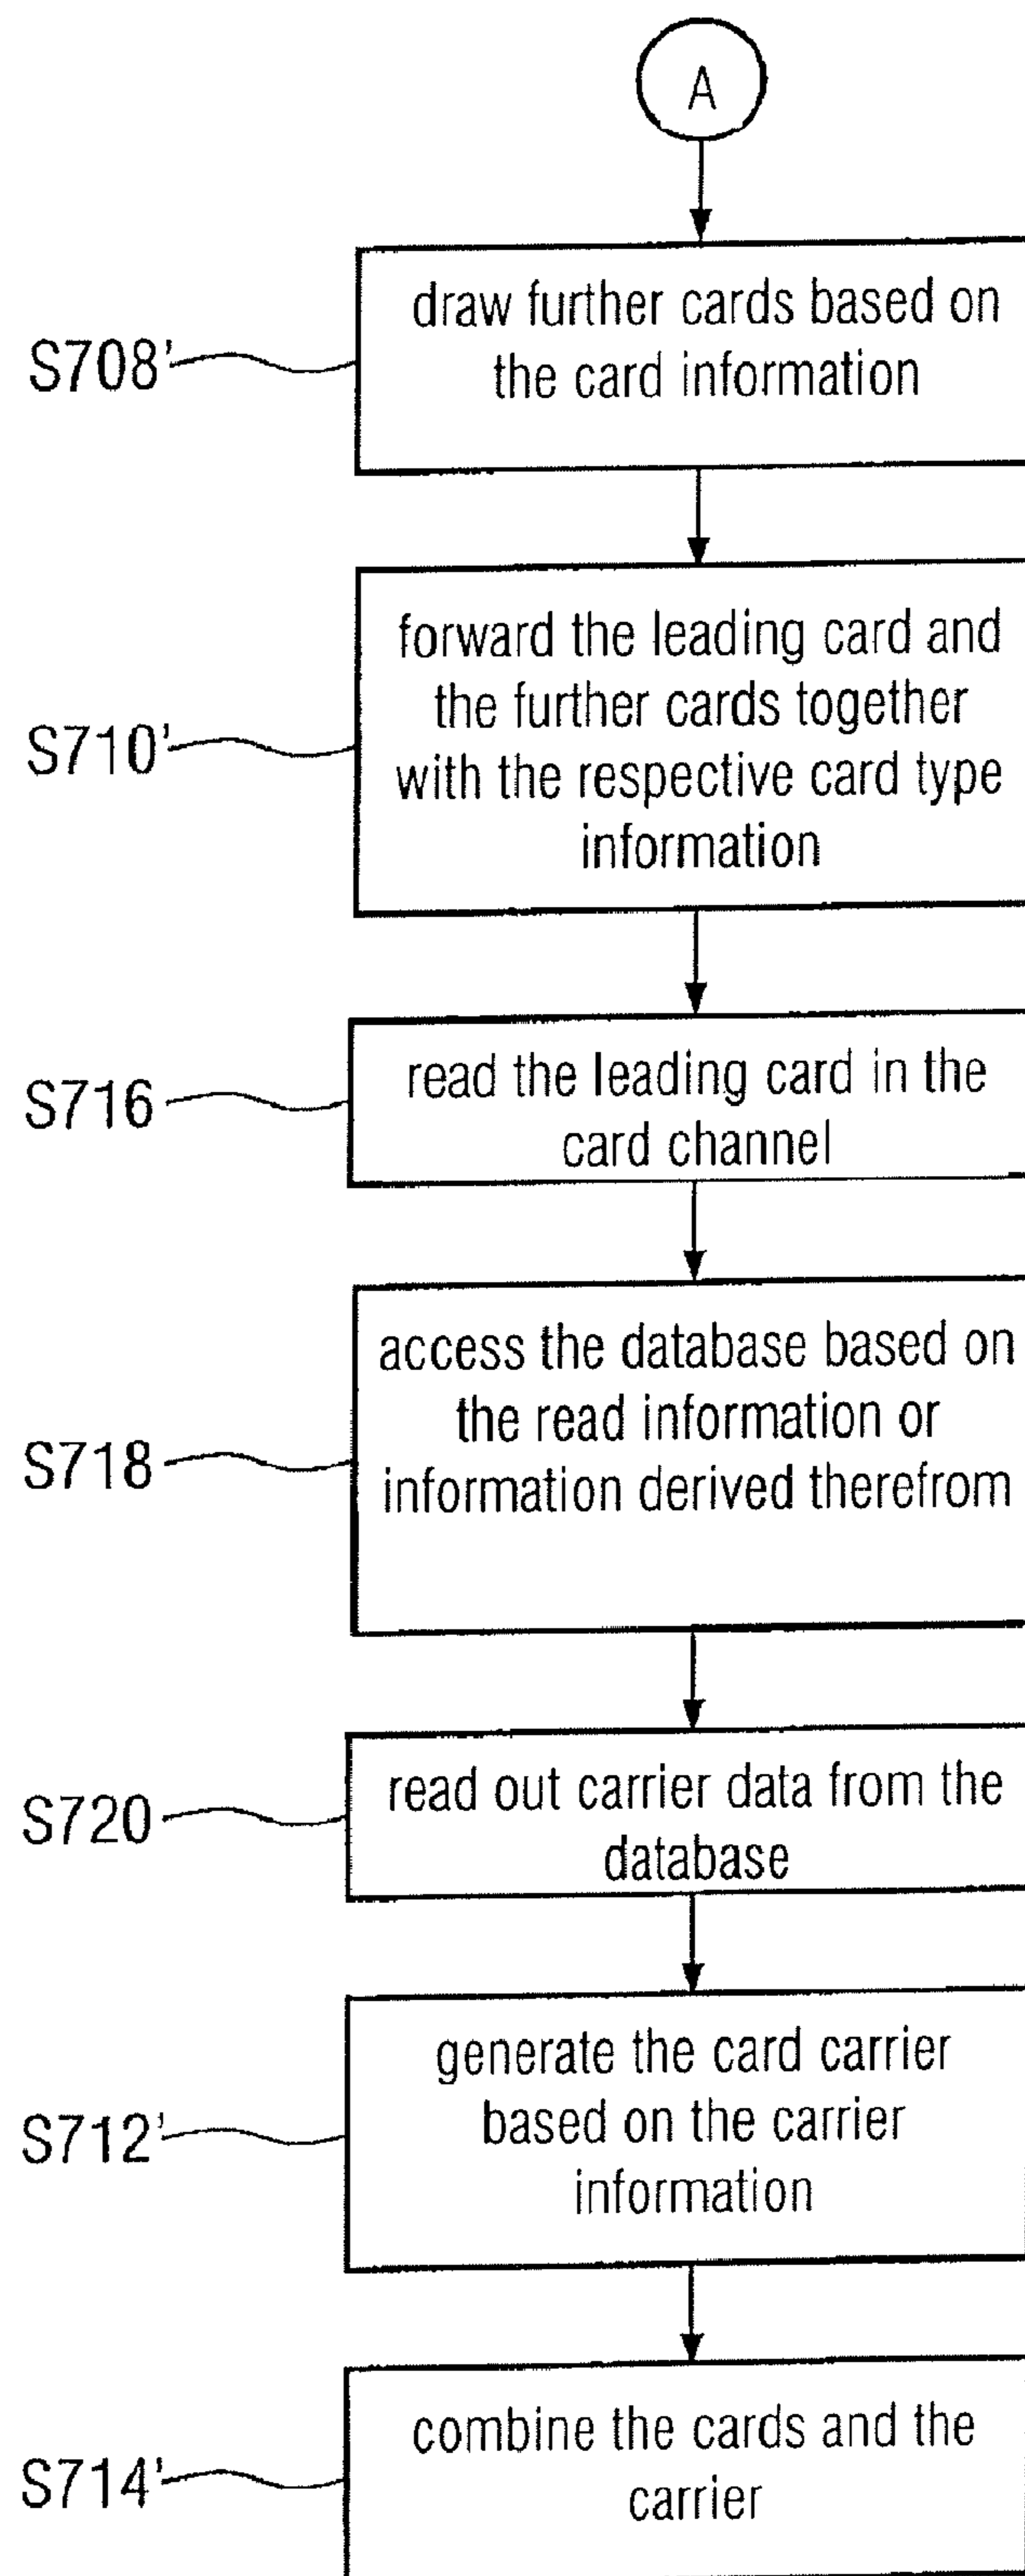 A
draw further cards based on
the card information
S708'
forward the leading card and
the further cards together
with the respective card type
information
S710'
read the leading card in the
card channel
S716
access the database based on
the read information or
information derived therefrom
S718
read out carrier data from the
database
S720
generate the card carrier
based on the carrier
information
S712'
combine the cards and the
carrier
S714'